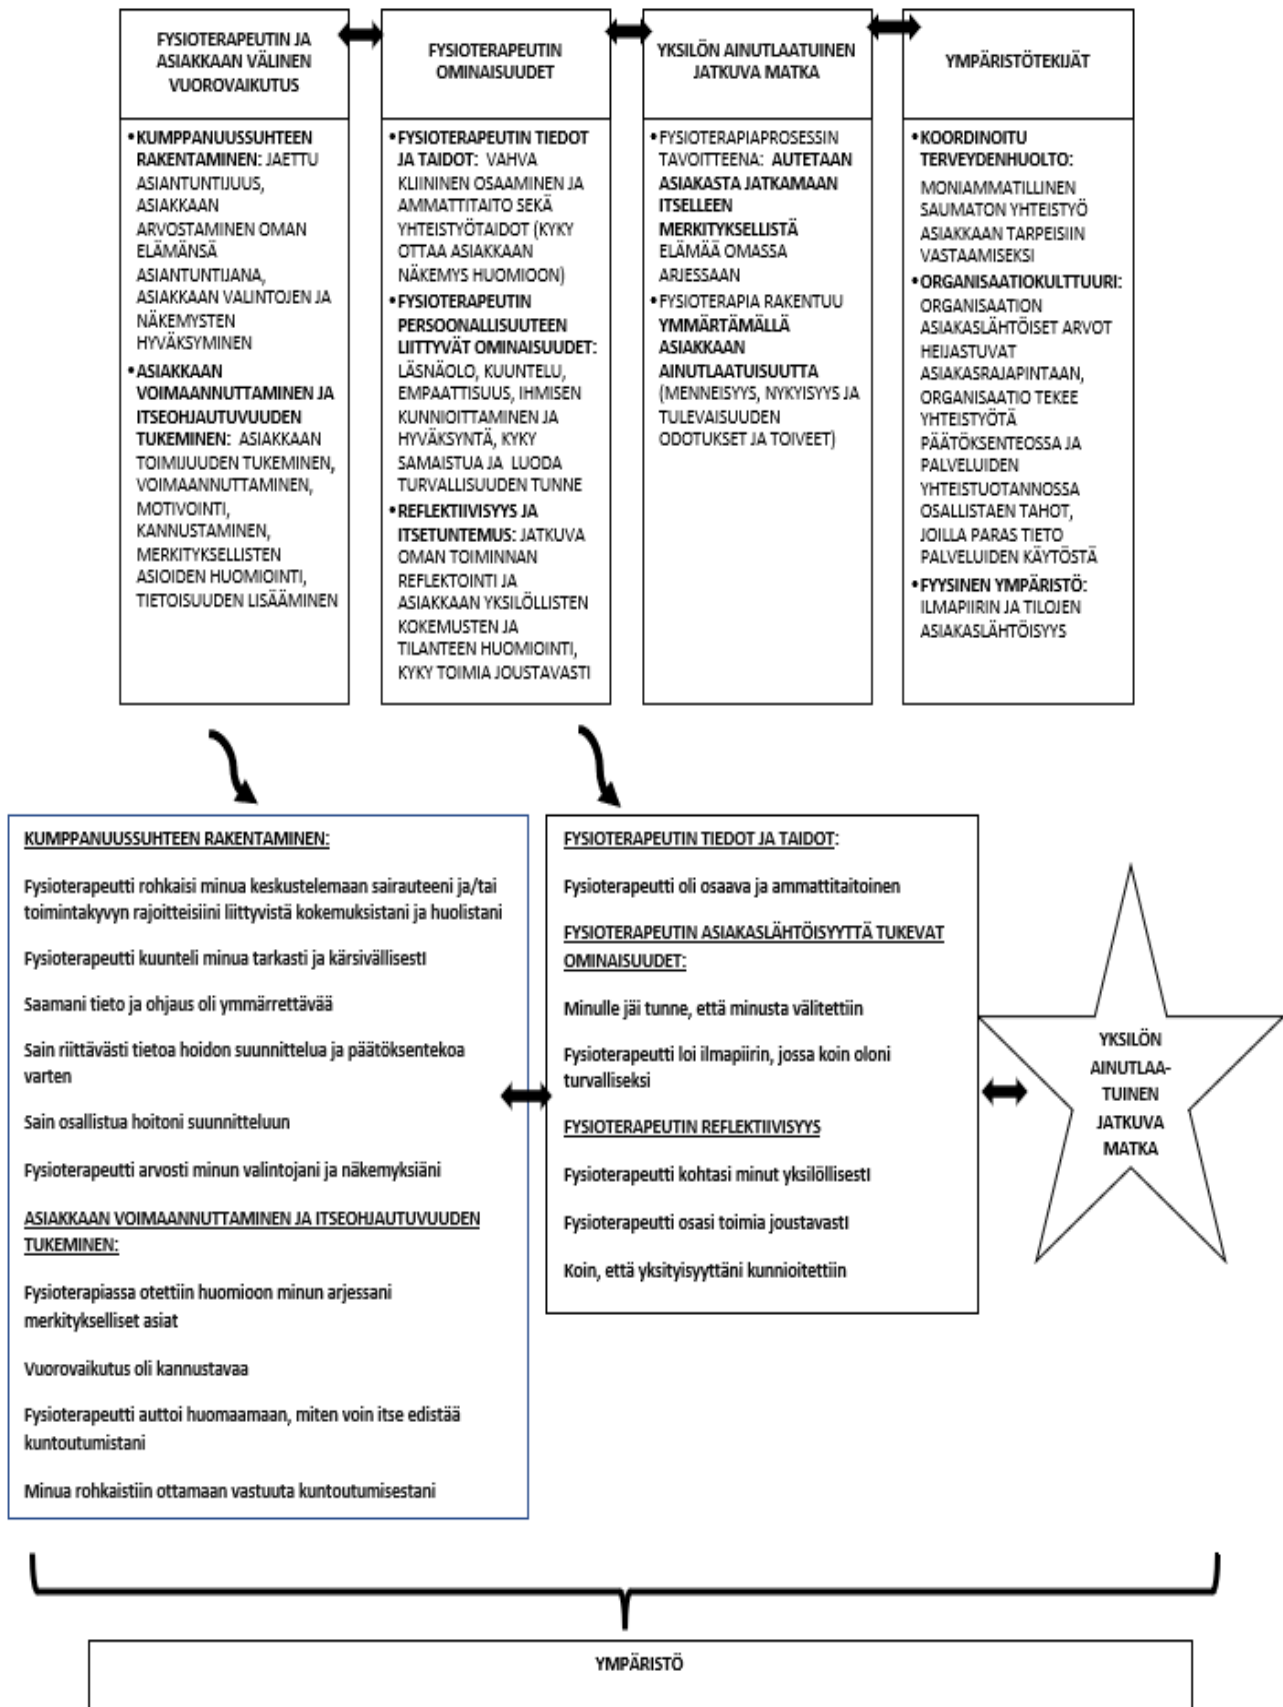 FYSIOTERAPEUTIN JA
ASIAKKAAN VÄLINEN
VUOROVAIKUTUS
• KUMPPANUUSSUHTEEN
RAKENTAMINEN: JAETTU
ASIANTUNTIJUUS,
ASIAKKAAN
ARVOSTAMINEN OMAN
ELÄMÄNSÄ
ASIANTUNTIJANA,
ASIAKKAAN VALINTOJEN JA
NÄKEMYSTEN
HYVÄKSYMINEN
• ASIAKKAAN
VOIMAANNUTTAMINEN JA
ITSEOHJAUTUVUUDEN
TUKEMINEN: ASIAKKAAN
TOIMIJUUDEN TUKEMINEN,
VOIMAANNUTTAMINEN,
MOTIVOINTI,
KANNUSTAMINEN,
MERKITYKSELLISTEN
ASIOIDEN HUOMIOINTI,
TIETOISUUDEN LISÄÄMINEN
FYSIOTERAPEUTIN
OMINAISUUDET
• FYSIOTERAPEUTIN TIEDOT
JA TAIDOT: VAHVA
KLIININEN OSAAMINEN JA
AMMATTITAITO SEKÄ
YHTEISTYÖTAIDOT (KYKY
OTTAA ASIAKKAAN
NÄKEMYS HUOMIOON)
• FYSIOTERAPEUTIN
PERSOONALLISUUTEEN
LIITTYVÄT OMINAISUUDET:
LÄSNÄOLO, KUUNTELU,
EMPAATTISUUS, IHMISEN
KUNNIOITTAMINEN JA
HYVÄKSYNTÄ, KYKY
SAMAISTUA JA LUODA
TURVALLISUUDEN TUNNE
• REFLEKTIIVISYYS JA
ITSETUNTEMUS: JATKUVA
OMAN TOIMINNAN
REFLEKTOINTI JA
ASIAKKAAN YKSILÖLLISTEN
KOKEMUSTEN JA
TILANTEEN HUOMIOINTI,
KYKY TOIMIA JOUSTAVASTI
YKSILÖN AINUTLAATUINEN
JATKUVA MATKA
• FYSIOTERAPIAPROSESSIN
TAVOITTEENA: AUTETAAN
ASIAKASTA JATKAMAAN
ITSELLEEN
MERKITYKSELLISTÄ
ELÄMÄÄ OMASSA
ARJESSAAN
• FYSIOTERAPIA RAKENTUU
YMMÄRTÄMÄLLÄ
ASIAKKAAN
AINUTLAATUISUUTTA
(MENNEISYYS, NYKYISYYS JA
TULEVAISUUDEN
ODOTUKSET JA TOIVEET)
YMPÄRISTÖTEKIJÄT
• KOORDINOITU
TERVEYDENHUOLTO:
MONIAMMATILLINEN
SAUMATON YHTEISTYÖ
ASIAKKAAN TARPEISIIN
VASTAAMISEKSI
• ORGANISAATIOKULTTUURI:
ORGANISAATION
ASIAKASLÄHTÖISET ARVOT
HEIJASTUVAT
ASIAKASRAJAPINTAAN,
ORGANISAATIO TEKEE
YHTEISTYÖTÄ
PÄÄTÖKSENTEOSSA JA
PALVELUIDEN
YHTEISTUOTANNOSSA
OSALLISTAEN TAHOT,
JOILLA PARAS TIETO
PALVELUIDEN KÄYTÖSTÄ
• FYYSINEN YMPÄRISTÖ:
ILMAPIIRIN JA TILOJEN
ASIAKASLÄHTÖISYYS
KUMPPANUUSSUHTEEN RAKENTAMINEN:
Fysioterapeutti rohkaisi minua keskustelemaan sairauteeni ja/tai
toimintakyvyn rajoitteisiini liittyvistä kokemuksistani ja huolistani
Fysioterapeutti kuunteli minua tarkasti ja kärsivällisesti
Saamani tieto ja ohjaus oli ymmärrettävää
Sain riittävästi tietoa hoidon suunnittelua ja päätöksentekoa
varten
Sain osallistua hoitoni suunnitteluun
Fysioterapeutti arvosti minun valintojani ja näkemyksiäni
ASIAKKAAN VOIMAANNUTTAMINEN JA ITSEOHJAUTUVUUDEN
TUKEMINEN:
Fysioterapiassa otettiin huomioon minun arjessani
merkitykselliset asiat
Vuorovaikutus oli kannustavaa
Fysioterapeutti auttoi huomaamaan, miten voin itse edistää
kuntoutumistani
Minua rohkaistiin ottamaan vastuuta kuntoutumisestani
FYSIOTERAPEUTIN TIEDOT JA TAIDOT:
Fysioterapeutti oli osaava ja ammattitaitoinen
FYSIOTERAPEUTIN ASIAKASLÄHTÖISYYTTÄ TUKEVAT
OMINAISUUDET:
Minulle jäi tunne, että minusta välitettiin
Fysioterapeutti loi ilmapiirin, jossa koin oloni
turvalliseksi
FYSIOTERAPEUTIN REFLEKTIIVISYYS
Fysioterapeutti kohtasi minut yksilöllisesti
Fysioterapeutti osasi toimia joustavasti
Koin, että yksityisyyttäni kunnioitettiin
YKSILÖN
AINUTLAA-
TUINEN
JATKUVA
MATKA
YMPÄRISTÖ